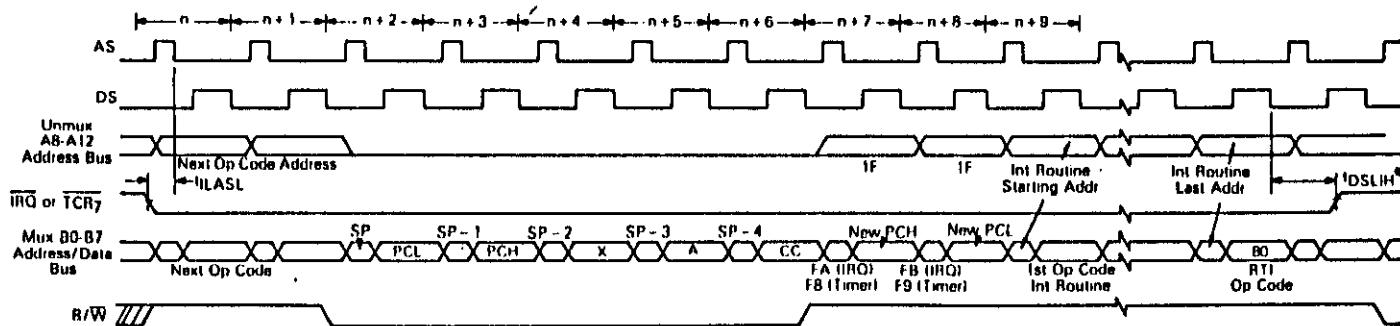 n n + 1 n + 2 n + 3 n + 4 n + 5 n + 6 n + 7 n + 8 n + 9
AS
DS
Unmux
A8-A12
Address Bus
Next Op Code Address
1F 1F
Int Routine
Starting Addr
Int Routine
Last Addr
tILASL
tDSLIH
IRQ or TCR7
Mux B0-B7
Address/Data
Bus
Next Op Code
SP
PCL
SP - 1
PCH
SP - 2
X
SP - 3
A
SP - 4
CC
New PCH
New PCL
FA (IRQ)
F8 (Timer)
FB (IRQ)
F9 (Timer)
1st Op Code
Int Routine
80
RTI
Op Code
R/W